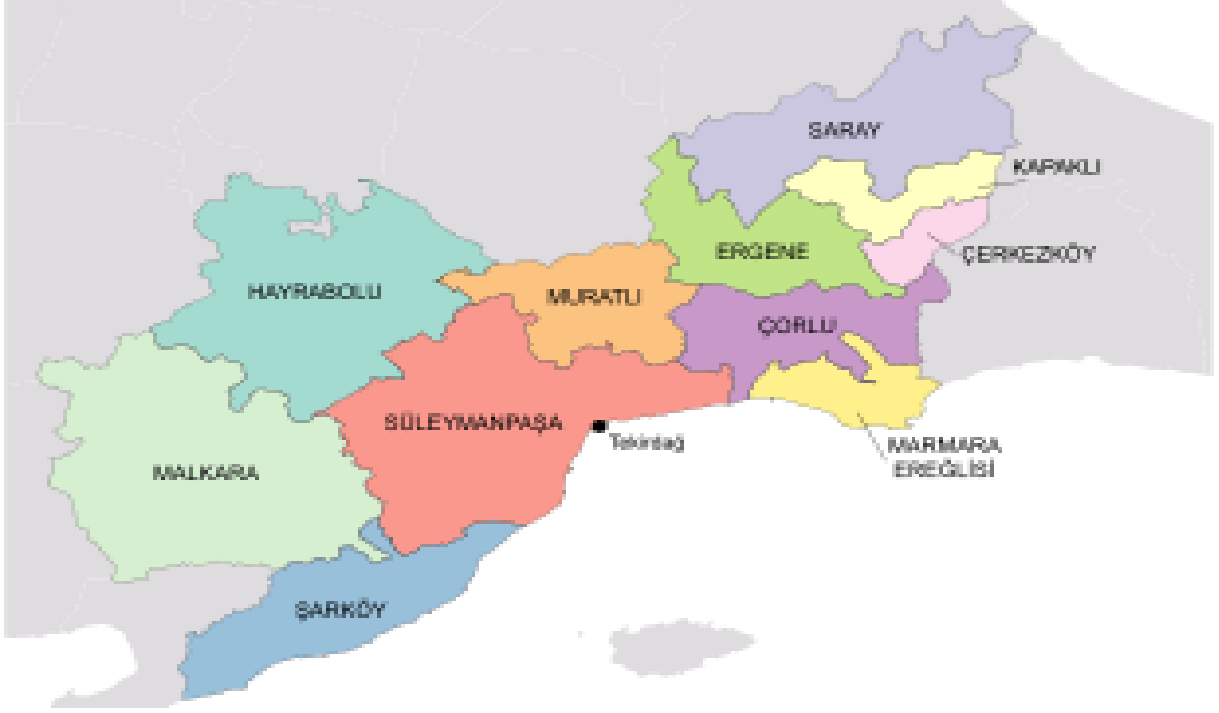 SARAY
KAPAKLI
ERGENE
ÇERKEZKÖY
HAYRABOLU
MURATLI
ÇORLU
SÜLEYMANPAŞA
Tekirdağ
MARMARA
EREĞLİSİ
MALKARA
ŞARKÖY